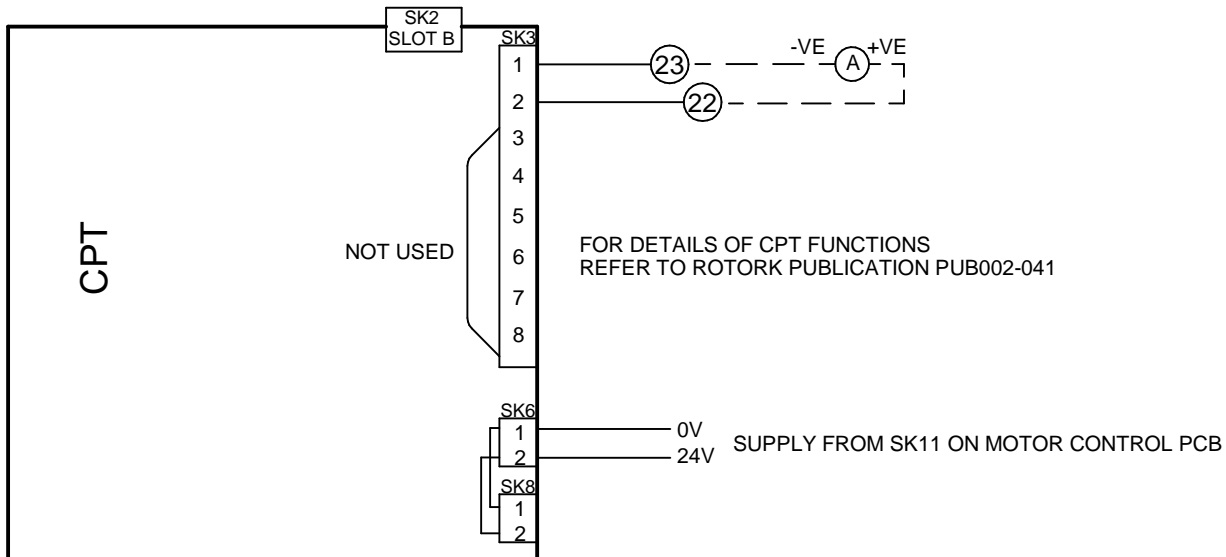 SK2
SLOT B
SK3
1
23
-VE
A
+VE
2
22
3
4
5
6
7
8
CPT
NOT USED
FOR DETAILS OF CPT FUNCTIONS
REFER TO ROTORK PUBLICATION PUB002-041
SK6
1
0V
2
24V
SUPPLY FROM SK11 ON MOTOR CONTROL PCB
SK8
1
2